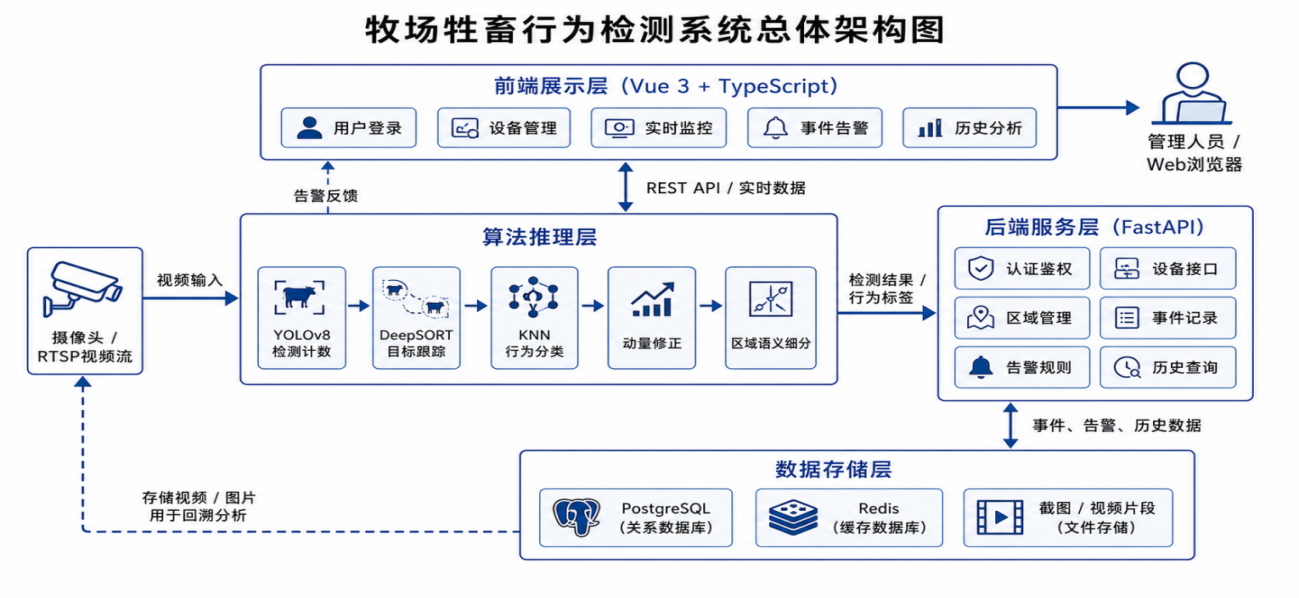 牧场牲畜行为检测系统总体架构图
前端展示层（Vue 3 + TypeScript）
用户登录
设备管理
实时监控
事件告警
历史分析
管理人员 /
Web浏览器
告警反馈
REST API / 实时数据
算法推理层
摄像头 /
RTSP视频流
视频输入
YOLOv8
检测计数
DeepSORT
目标跟踪
KNN
行为分类
动量修正
区域语义细分
检测结果 /
行为标签
后端服务层（FastAPI）
认证鉴权
设备接口
区域管理
事件记录
告警规则
历史查询
事件、告警、历史数据
数据存储层
PostgreSQL
（关系数据库）
Redis
（缓存数据库）
截图 / 视频片段
（文件存储）
存储视频 / 图片
用于回溯分析